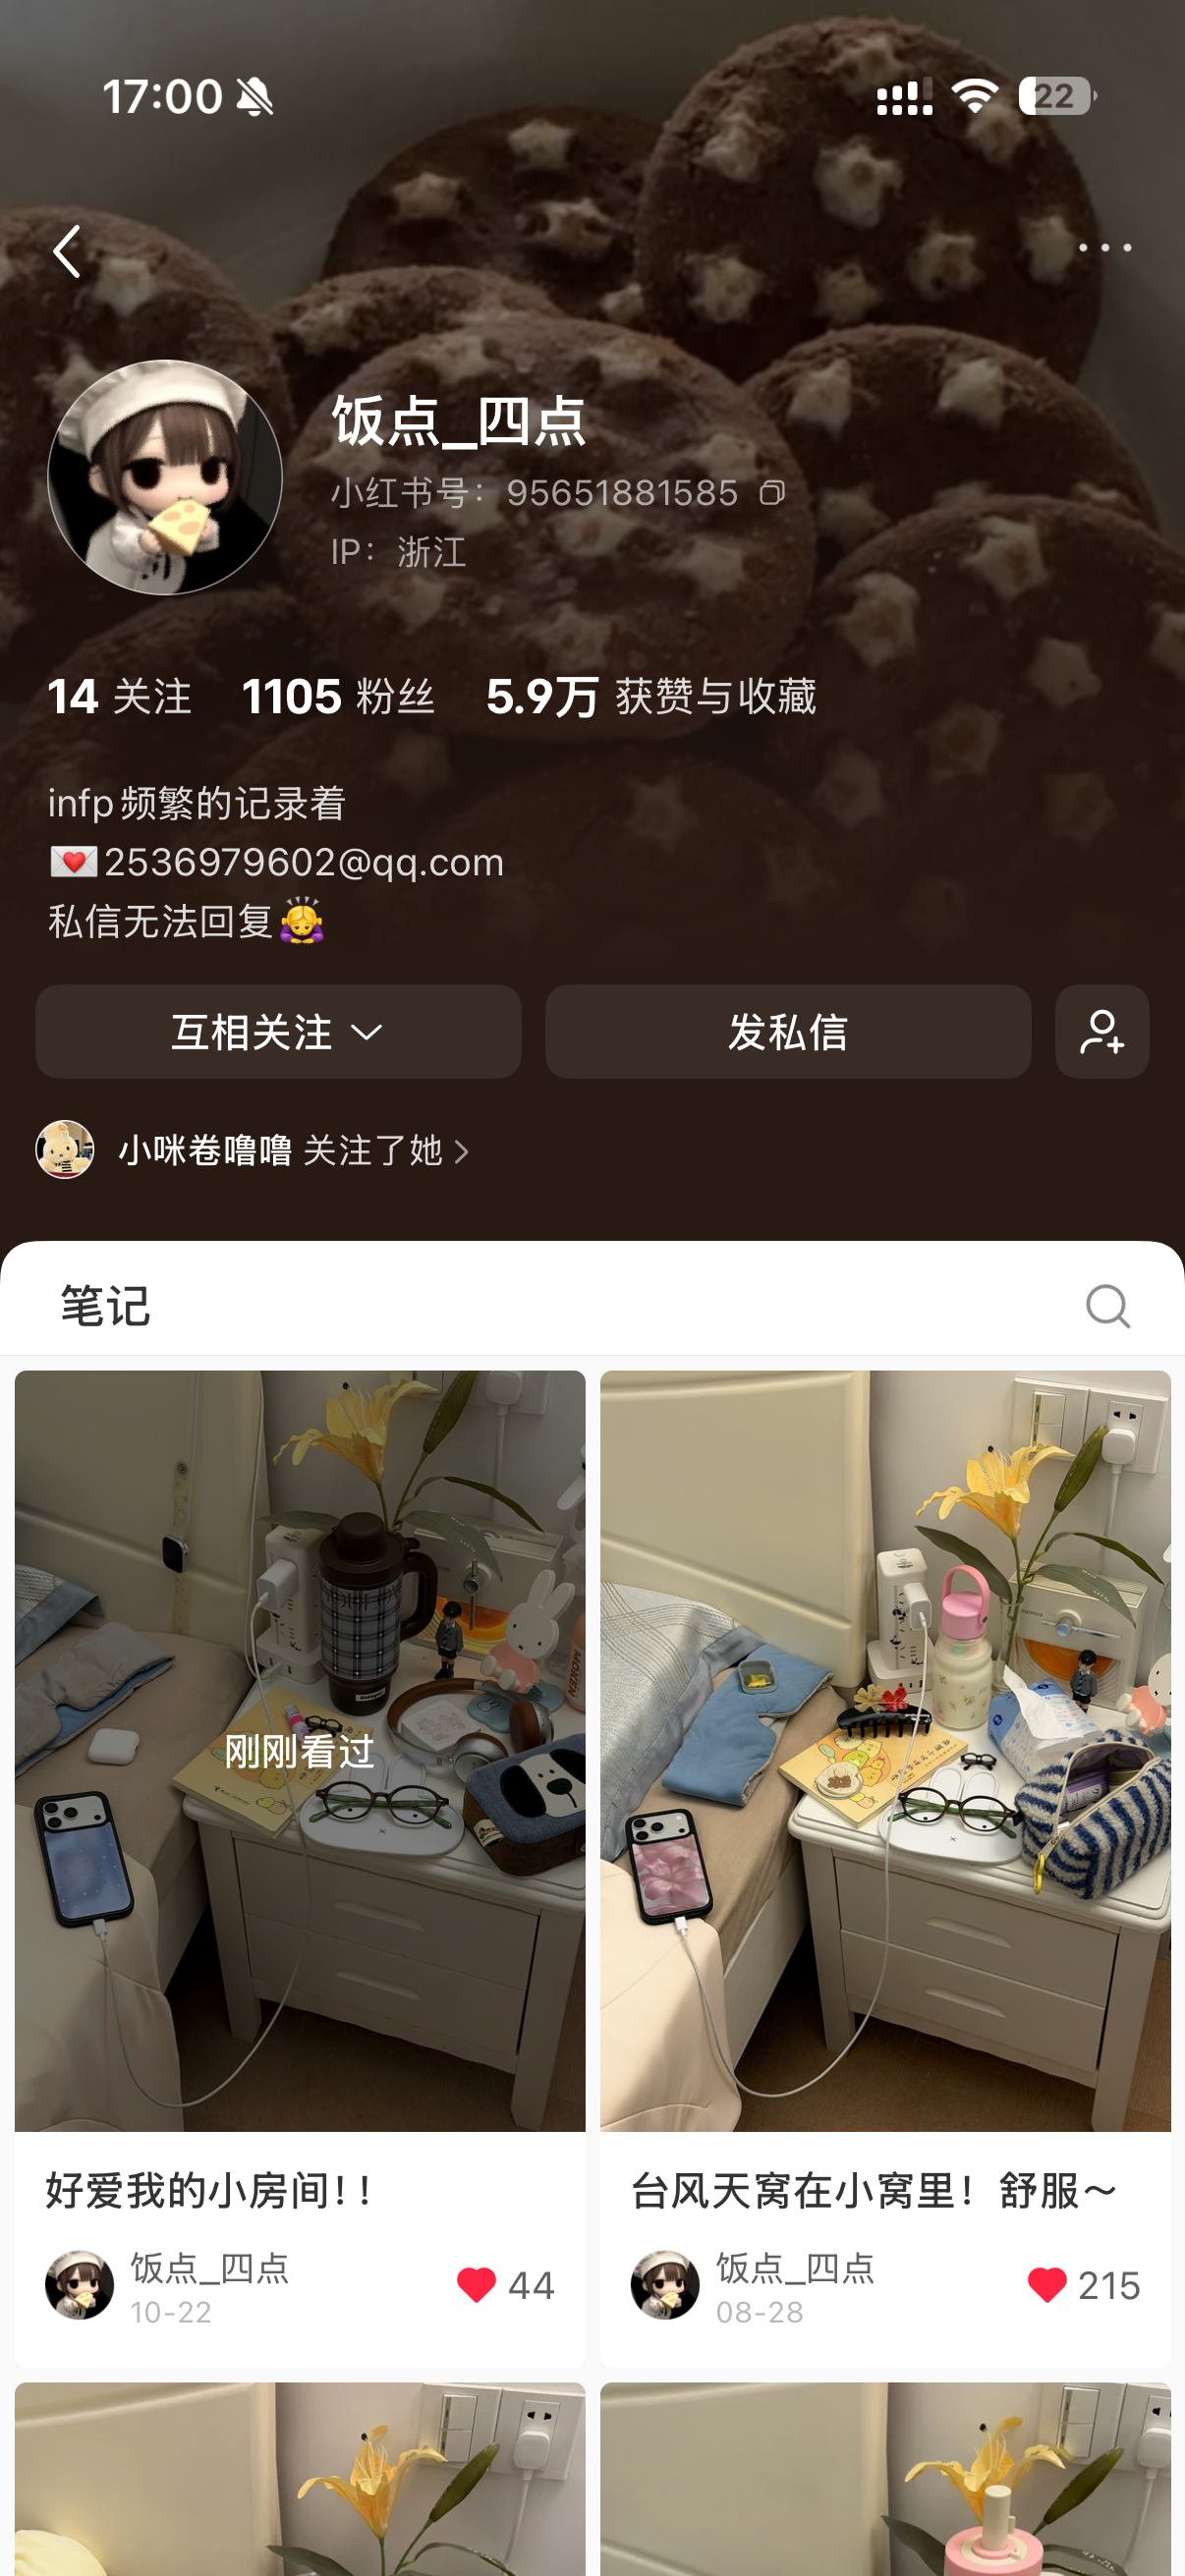 17:00
22
饭点_四点
小红书号：95651881585
IP：浙江
14 关注 1105 粉丝 5.9万 获赞与收藏
infp频繁的记录着
💌2536979602@qq.com
私信无法回复🙇‍♀️
互相关注
发私信
小咪卷噜噜 关注了她
笔记
刚刚看过
好爱我的小房间！！
饭点_四点
10-22
44
台风天窝在小窝里！舒服～
饭点_四点
08-28
215